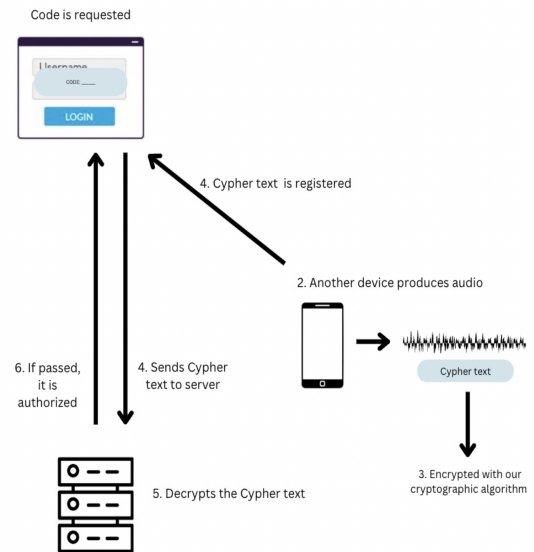 Code is requested
Username
CODE: _____
LOGIN
4. Cypher text is registered
2. Another device produces audio
Cypher text
3. Encrypted with our
cryptographic algorithm
6. If passed,
it is
authorized
4. Sends Cypher
text to server
5. Decrypts the Cypher text